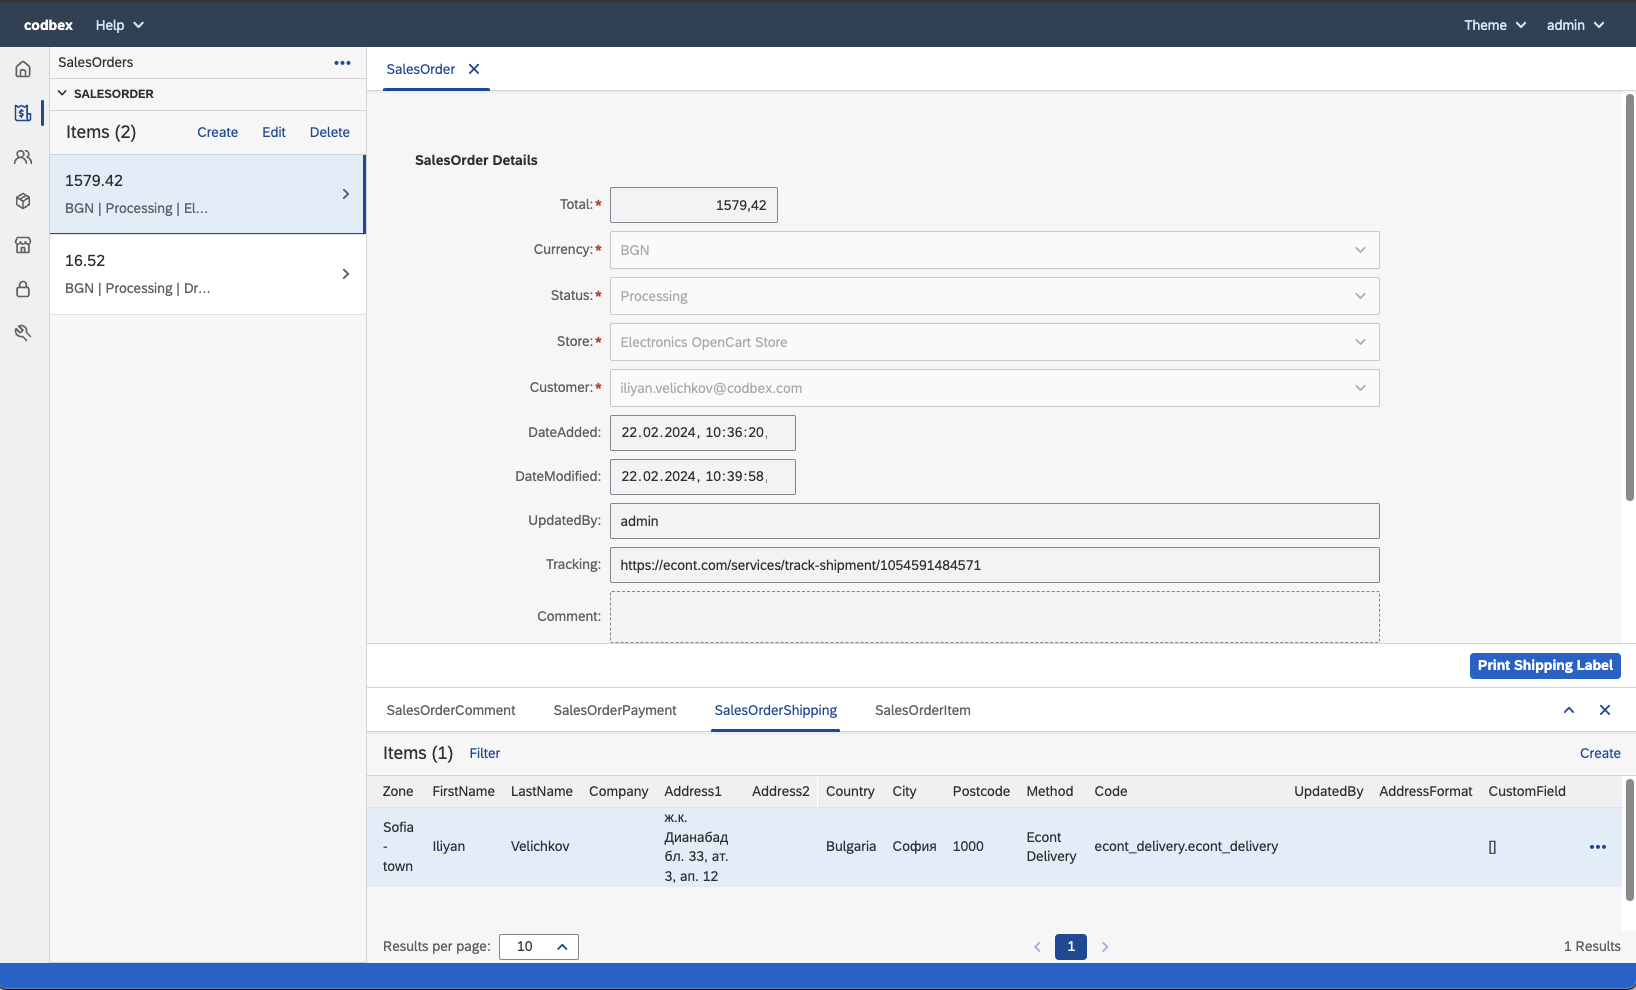 codbex Help Theme admin
SalesOrders
SALESORDER
Items (2) Create Edit Delete
1579.42
BGN | Processing | El...
16.52
BGN | Processing | Dr...
SalesOrder
SalesOrder Details
Total:* 1579,42
Currency:* BGN
Status:* Processing
Store:* Electronics OpenCart Store
Customer:* iliyan.velichkov@codbex.com
DateAdded: 22.02.2024, 10:36:20,
DateModified: 22.02.2024, 10:39:58,
UpdatedBy: admin
Tracking: https://econt.com/services/track-shipment/1054591484571
Comment:
Print Shipping Label
SalesOrderComment SalesOrderPayment SalesOrderShipping SalesOrderItem
Items (1) Filter Create
Zone FirstName LastName Company Address1 Address2 Country City Postcode Method Code UpdatedBy AddressFormat CustomField
Sofia
-
town
Iliyan
Velichkov
ж.к.
Дианабад
бл. 33, ат.
3, ап. 12
Bulgaria
София
1000
Econt
Delivery
econt_delivery.econt_delivery
[]
Results per page: 10 1 1 Results